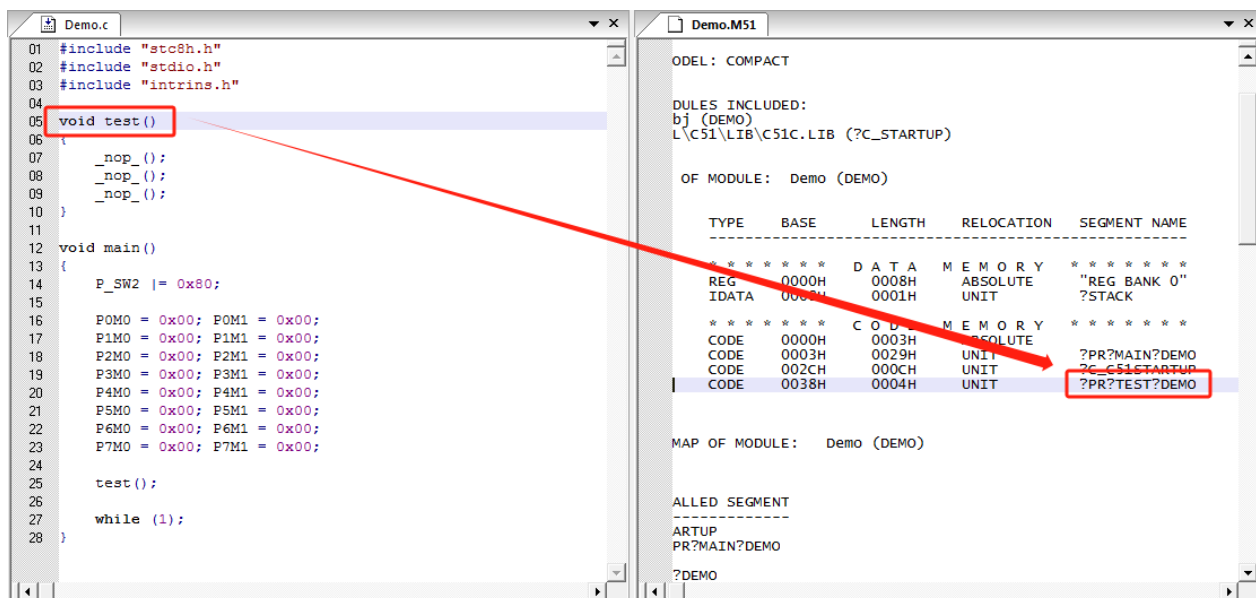 Demo.c
01 #include "stc8h.h"
02 #include "stdio.h"
03 #include "intrins.h"
04
05 void test()
06 {
07 _nop_();
08 _nop_();
09 _nop_();
10 }
11
12 void main()
13 {
14 P_SW2 |= 0x80;
15
16 P0M0 = 0x00; P0M1 = 0x00;
17 P1M0 = 0x00; P1M1 = 0x00;
18 P2M0 = 0x00; P2M1 = 0x00;
19 P3M0 = 0x00; P3M1 = 0x00;
20 P4M0 = 0x00; P4M1 = 0x00;
21 P5M0 = 0x00; P5M1 = 0x00;
22 P6M0 = 0x00; P6M1 = 0x00;
23 P7M0 = 0x00; P7M1 = 0x00;
24
25 test();
26
27 while (1);
28 }
Demo.M51
ODEL: COMPACT
DULES INCLUDED:
bj (DEMO)
L\C51\LIB\C51C.LIB (?C_STARTUP)
OF MODULE: Demo (DEMO)
TYPE BASE LENGTH RELOCATION SEGMENT NAME
-----------------------------------------------------
* * * * * * * D A T A M E M O R Y * * * * * * *
REG 0000H 0008H ABSOLUTE "REG BANK 0"
IDATA 0008H 0001H UNIT ?STACK
* * * * * * * C O D E M E M O R Y * * * * * * *
CODE 0000H 0003H ABSOLUTE
CODE 0003H 0029H UNIT ?PR?MAIN?DEMO
CODE 002CH 000CH UNIT ?C_C51STARTUP
CODE 0038H 0004H UNIT ?PR?TEST?DEMO
MAP OF MODULE: Demo (DEMO)
ALLED SEGMENT
-------------
ARTUP
PR?MAIN?DEMO
?DEMO